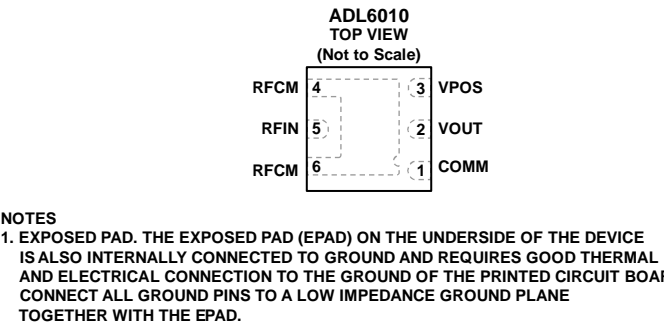 ADL6010
TOP VIEW
(Not to Scale)
RFCM 4 3 VPOS
RFIN 5 2 VOUT
RFCM 6 1 COMM
NOTES
1. EXPOSED PAD. THE EXPOSED PAD (EPAD) ON THE UNDERSIDE OF THE DEVICE
IS ALSO INTERNALLY CONNECTED TO GROUND AND REQUIRES GOOD THERMAL
AND ELECTRICAL CONNECTION TO THE GROUND OF THE PRINTED CIRCUIT
CONNECT ALL GROUND PINS TO A LOW IMPEDANCE GROUND PLANE
TOGETHER WITH THE EPAD.